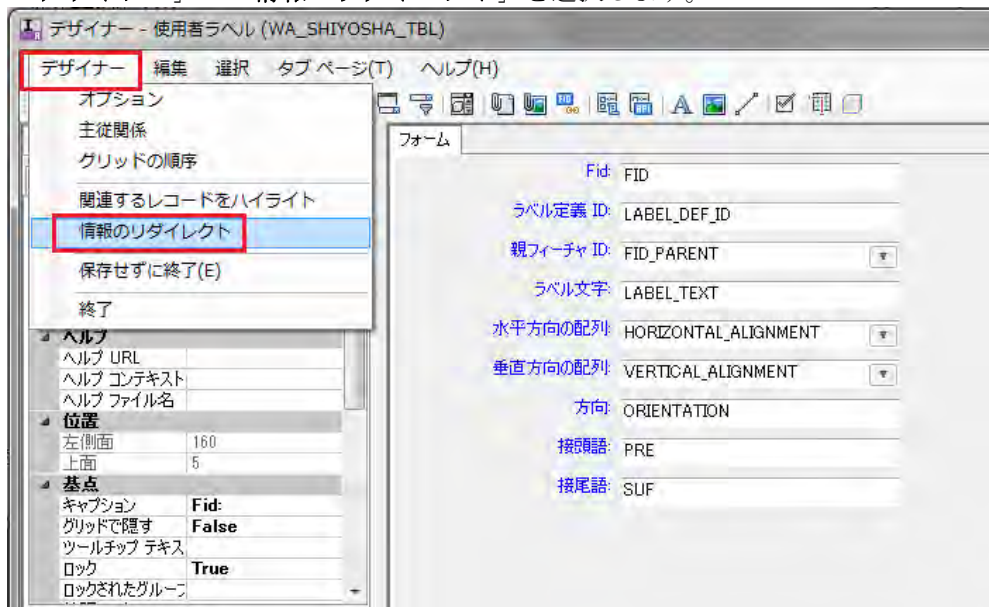 デザイナー - 使用者ラベル (WA_SHIYOSHA_TBL)
デザイナー 編集 選択 タブ ページ(T) ヘルプ(H)
オプション
主従関係
グリッドの順序
関連するレコードをハイライト
情報のリダイレクト
保存せずに終了(E)
終了
ヘルプ
ヘルプ URL
ヘルプ コンテキスト
ヘルプ ファイル名
位置
左側面 160
上面 5
基点
キャプション Fid:
グリッドで隠す False
ツールチップ テキス
ロック True
ロックされたグルー
フォーム
Fid: FID
ラベル定義 ID: LABEL_DEF_ID
親フィーチャ ID: FID_PARENT
ラベル文字: LABEL_TEXT
水平方向の配列: HORIZONTAL_ALIGNMENT
垂直方向の配列: VERTICAL_ALIGNMENT
方向: ORIENTATION
接頭語: PRE
接尾語: SUF